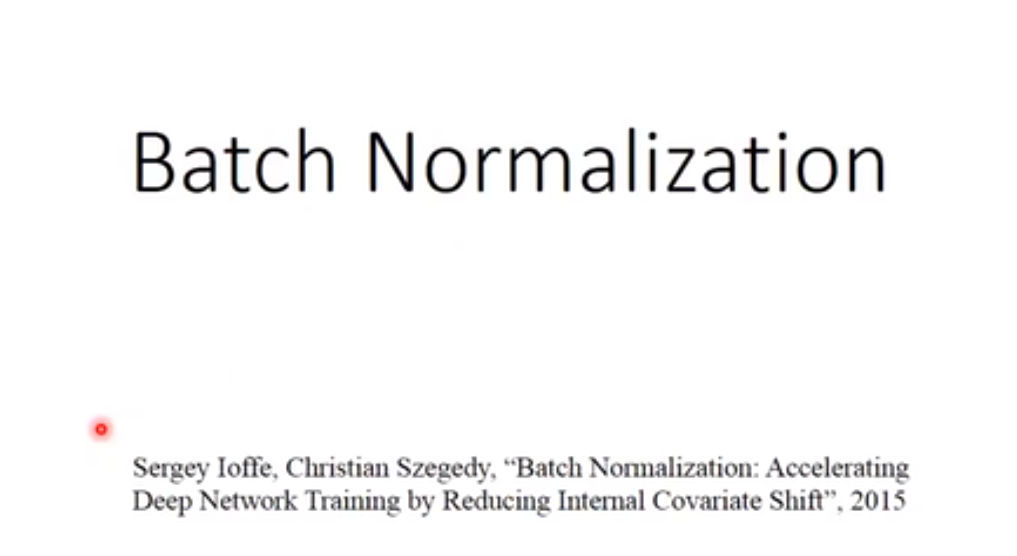 Batch Normalization
Sergey Ioffe, Christian Szegedy, “Batch Normalization: Accelerating
Deep Network Training by Reducing Internal Covariate Shift”, 2015